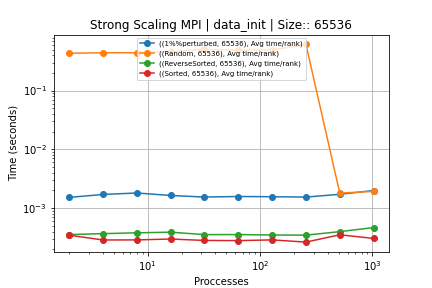 Strong Scaling MPI | data_init | Size:: 65536
((1%%perturbed, 65536), Avg time/rank)
((Random, 65536), Avg time/rank)
((ReverseSorted, 65536), Avg time/rank)
((Sorted, 65536), Avg time/rank)
Time (seconds)
10⁻¹
10⁻²
10⁻³
10¹ 10² 10³
Proccesses